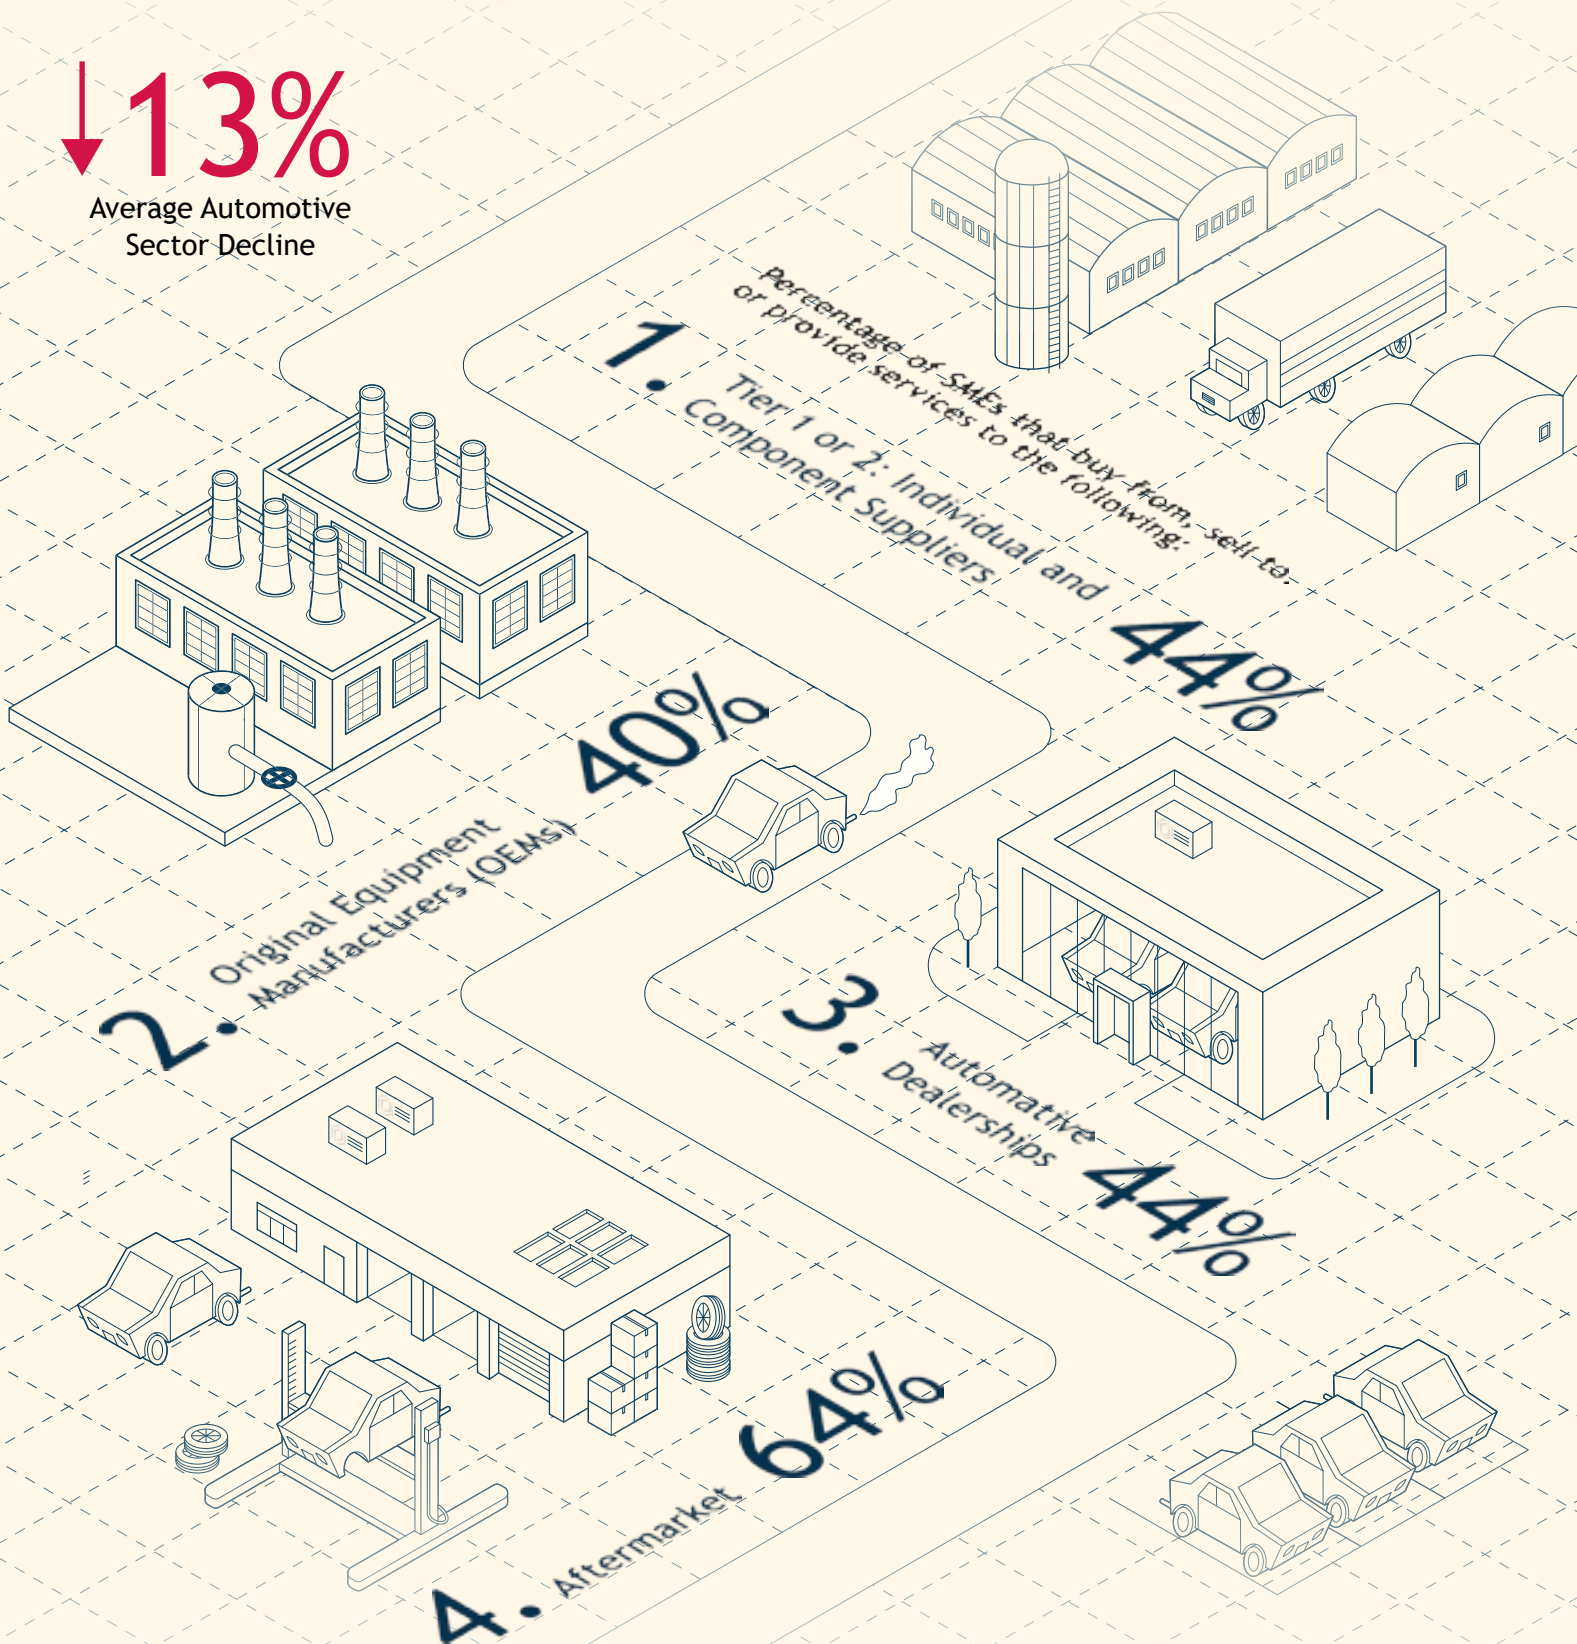 ↓13%
Average Automotive
Sector Decline
Percentage of SMEs that buy from, sell to,
or provide services to the following:
1.
Tier 1 or 2: Individual and
Component Suppliers
44%
2.
Original Equipment
Manufacturers (OEMs)
40%
3.
Automative
Dealerships
44%
4.
Aftermarket
64%